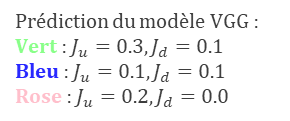 Prédiction du modèle VGG :
Vert : J_u = 0.3, J_d = 0.1
Bleu : J_u = 0.1, J_d = 0.1
Rose : J_u = 0.2, J_d = 0.0